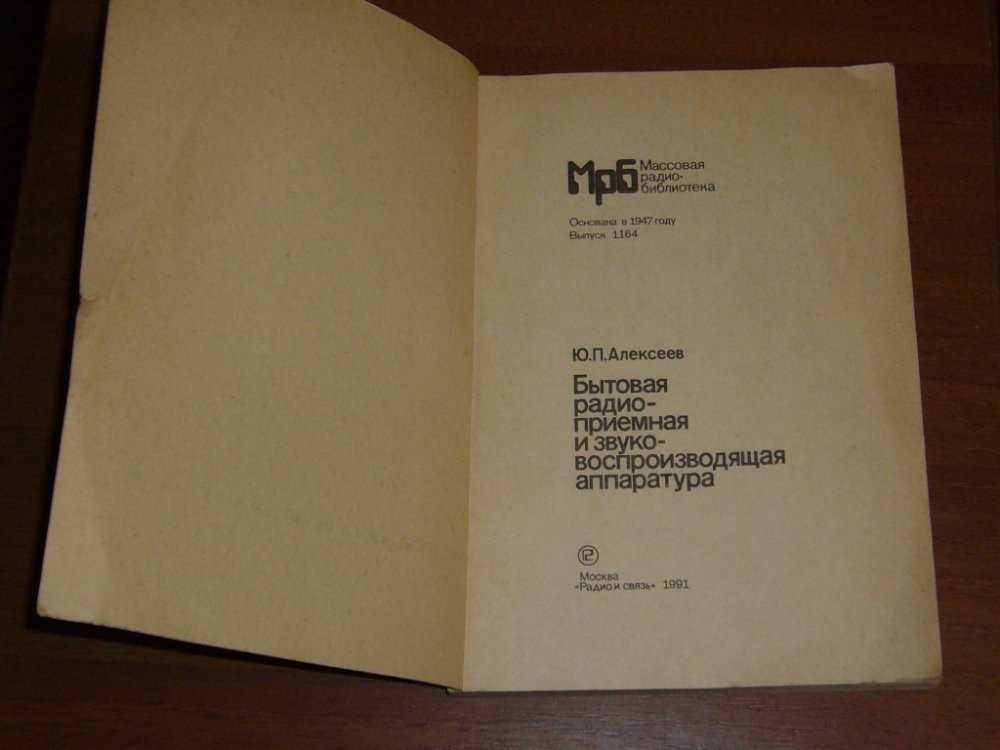 Мрб
Массовая
радио-
библиотека
Основана в 1947 году
Выпуск 1164
Ю.П. Алексеев
Бытовая
радио-
приемная
и звуко-
воспроизводящая
аппаратура
Москва
«Радио и связь» 1991